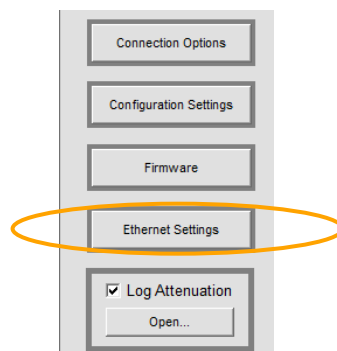 Connection Options
Configuration Settings
Firmware
Ethernet Settings
Log Attenuation
Open...